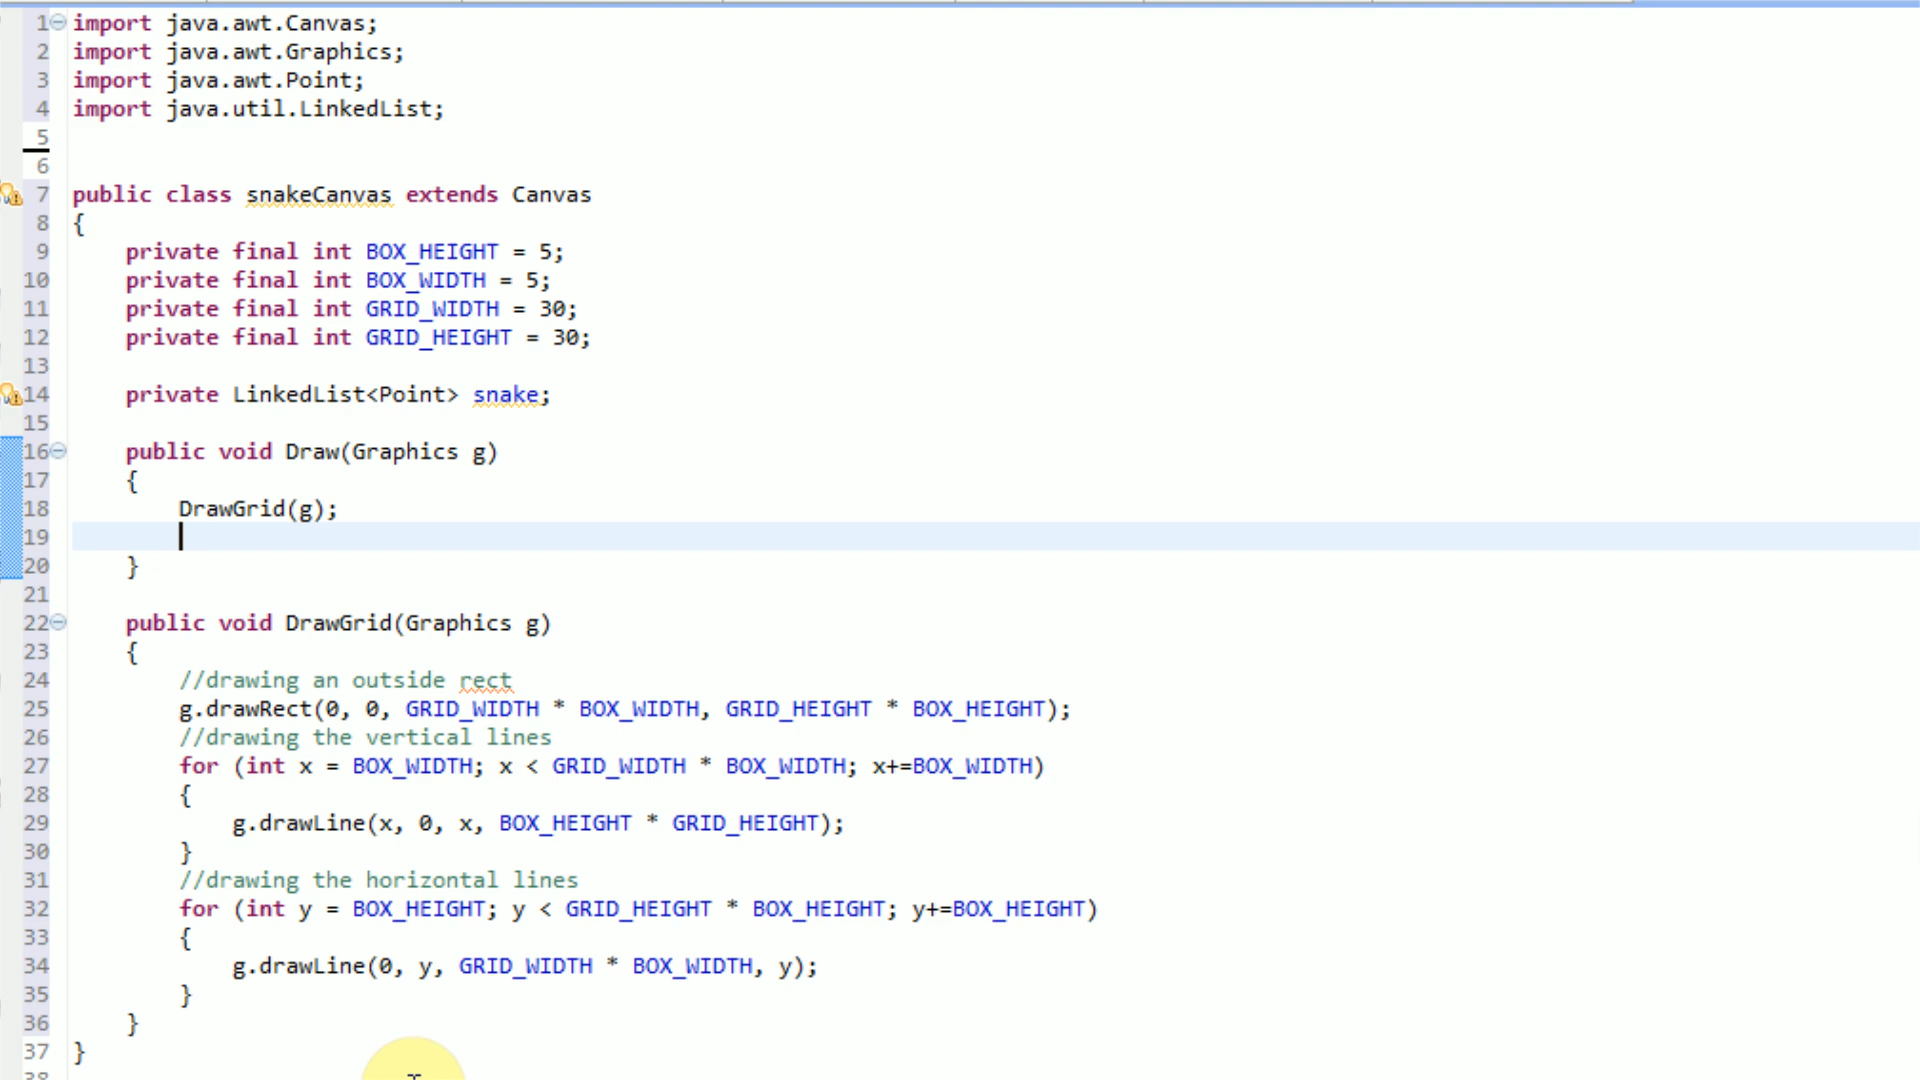 1 import java.awt.Canvas;
2 import java.awt.Graphics;
3 import java.awt.Point;
4 import java.util.LinkedList;
5
6
7 public class snakeCanvas extends Canvas
8 {
9 private final int BOX_HEIGHT = 5;
10 private final int BOX_WIDTH = 5;
11 private final int GRID_WIDTH = 30;
12 private final int GRID_HEIGHT = 30;
13
14 private LinkedList<Point> snake;
15
16 public void Draw(Graphics g)
17 {
18 DrawGrid(g);
19
20 }
21
22 public void DrawGrid(Graphics g)
23 {
24 //drawing an outside rect
25 g.drawRect(0, 0, GRID_WIDTH * BOX_WIDTH, GRID_HEIGHT * BOX_HEIGHT);
26 //drawing the vertical lines
27 for (int x = BOX_WIDTH; x < GRID_WIDTH * BOX_WIDTH; x+=BOX_WIDTH)
28 {
29 g.drawLine(x, 0, x, BOX_HEIGHT * GRID_HEIGHT);
30 }
31 //drawing the horizontal lines
32 for (int y = BOX_HEIGHT; y < GRID_HEIGHT * BOX_HEIGHT; y+=BOX_HEIGHT)
33 {
34 g.drawLine(0, y, GRID_WIDTH * BOX_WIDTH, y);
35 }
36 }
37 }
38